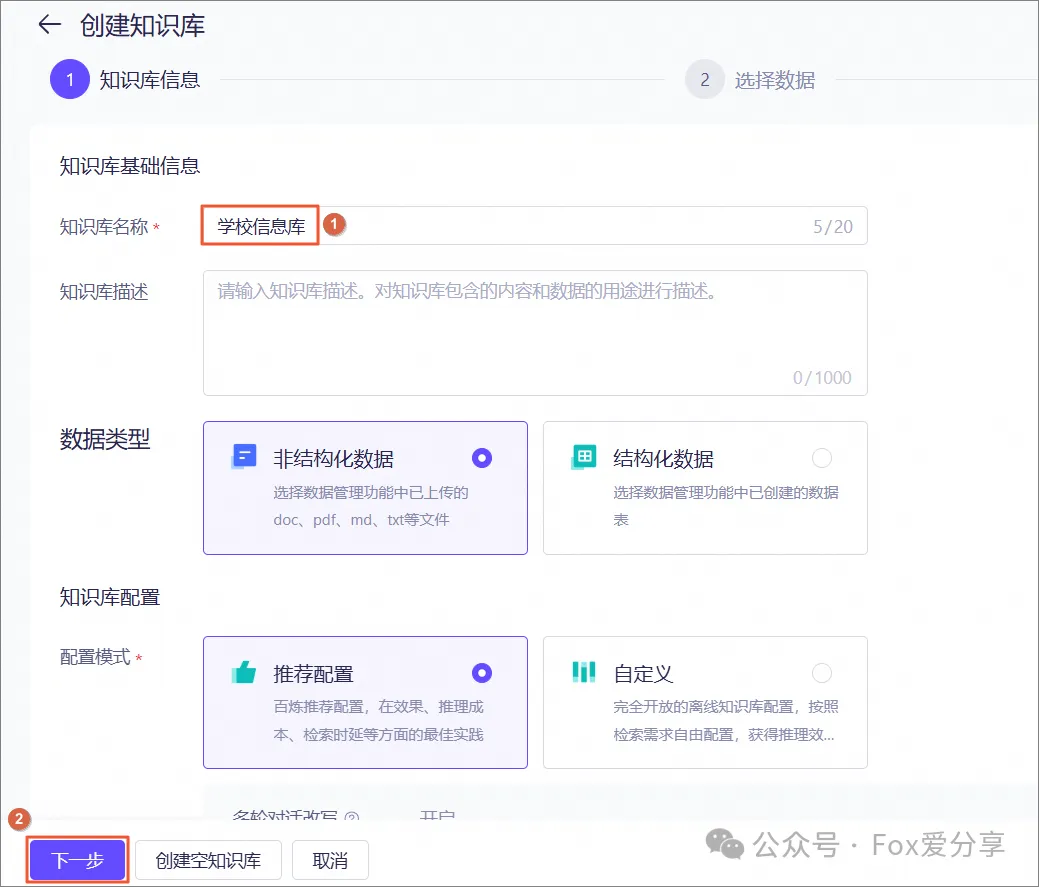 创建知识库
1 知识库信息
2 选择数据
知识库基础信息
知识库名称 *
学校信息库
1
5/20
知识库描述
请输入知识库描述。对知识库包含的内容和数据的用途进行描述。
0/1000
数据类型
非结构化数据
选择数据管理功能中已上传的
doc、pdf、md、txt等文件
结构化数据
选择数据管理功能中已创建的数据
表
知识库配置
配置模式 *
推荐配置
百炼推荐配置，在效果、推理成
本、检索时延等方面的最佳实践
自定义
完全开放的离线知识库配置，按照
检索需求自由配置，获得推理效...
多轮对话改写 ?
开启
2
下一步
创建空知识库
取消
公众号 · Fox爱分享